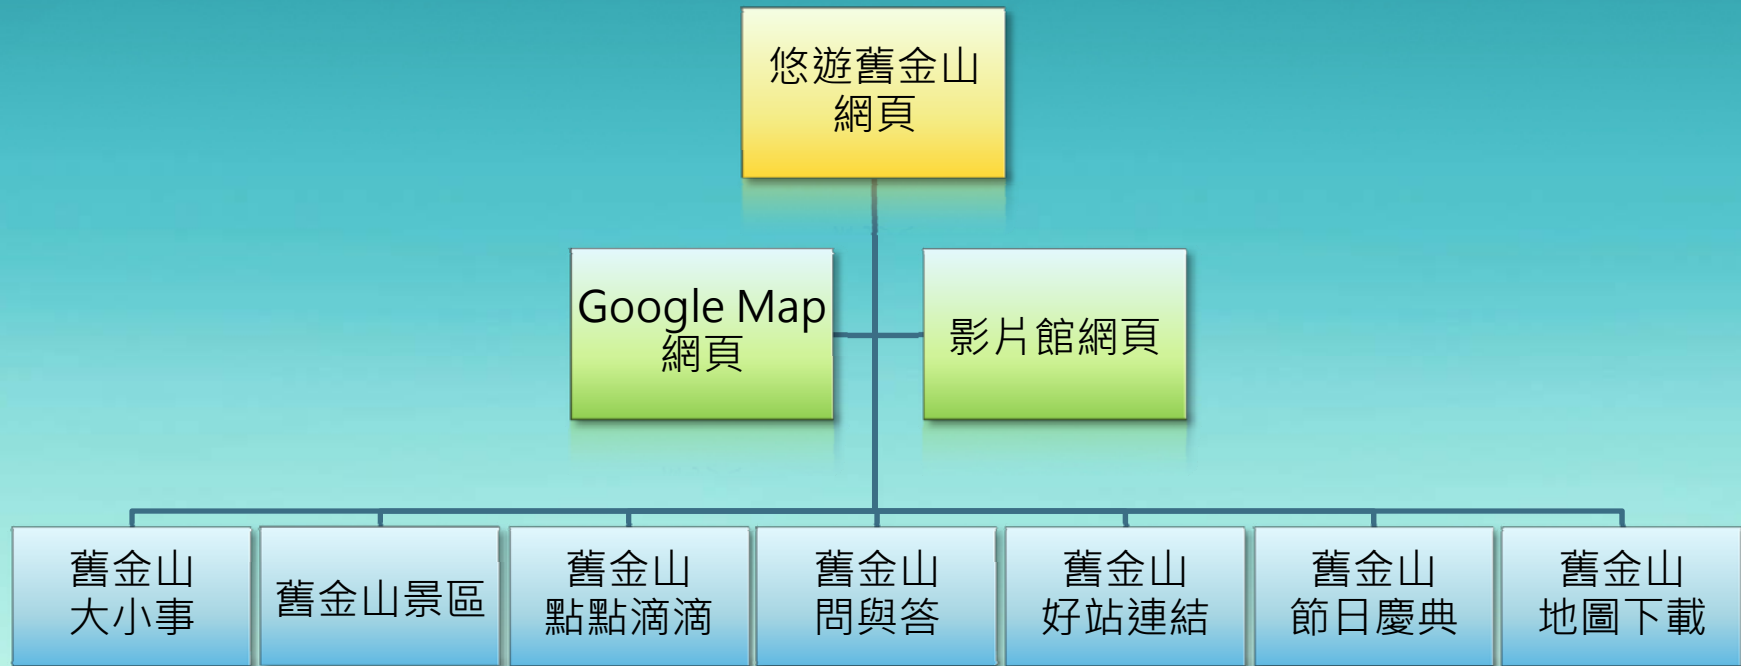 悠遊舊金山
網頁
Google Map
網頁
影片館網頁
舊金山
大小事
舊金山景區
舊金山
點點滴滴
舊金山
問與答
舊金山
好站連結
舊金山
節日慶典
舊金山
地圖下載